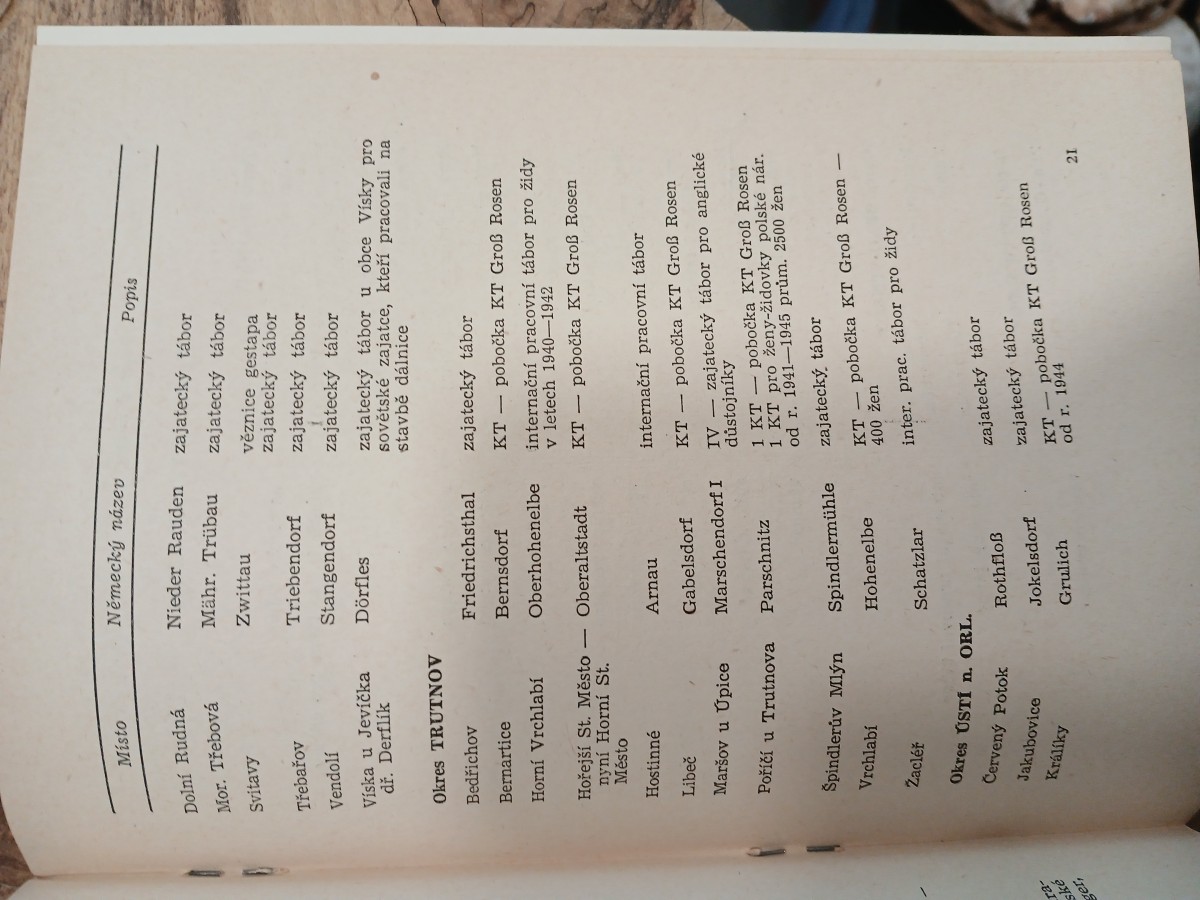 Místo Německý název Popis
Dolní Rudná Nieder Rauden zajatecký tábor
Mor. Třebová Mähr. Trübau zajatecký tábor
Svitavy Zwittau věznice gestapa
zajatecký tábor
Třebařov Triebendorf zajatecký tábor
Vendolí Stangendorf zajatecký tábor
Víska u Jevíčka Dörfles zajatecký tábor u obce Vísky pro
dř. Derflík sovětské zajatce, kteří pracovali na
stavbě dálnice
Okres TRUTNOV
Bedřichov Friedrichsthal zajatecký tábor
Bernartice Bernsdorf KT — pobočka KT Groß Rosen
Horní Vrchlabí Oberhohenelbe internační pracovní tábor pro židy
v letech 1940—1942
Hořejší St. Město — Oberaltstadt KT — pobočka KT Groß Rosen
nyní Horní St.
Město
Hostinné Arnau internační pracovní tábor
Libeč Gabelsdorf KT — pobočka KT Groß Rosen
Maršov u Úpice Marschendorf I IV — zajatecký tábor pro anglické
důstojníky
Poříčí u Trutnova Parschnitz 1 KT — pobočka KT Groß Rosen
1 KT pro ženy-židovky polské nár.
od r. 1941—1945 prům. 2500 žen
Špindlerův Mlýn Spindlermühle zajatecký tábor
Vrchlabí Hohenelbe KT — pobočka KT Groß Rosen —
400 žen
Žacléř Schatzlar inter. prac. tábor pro židy
Okres ÚSTÍ n. ORL.
Červený Potok Rothfloß zajatecký tábor
Jakubovice Jokelsdorf zajatecký tábor
Králíky Grulich KT — pobočka KT Groß Rosen
od r. 1944
21
ra-
ské
ger,